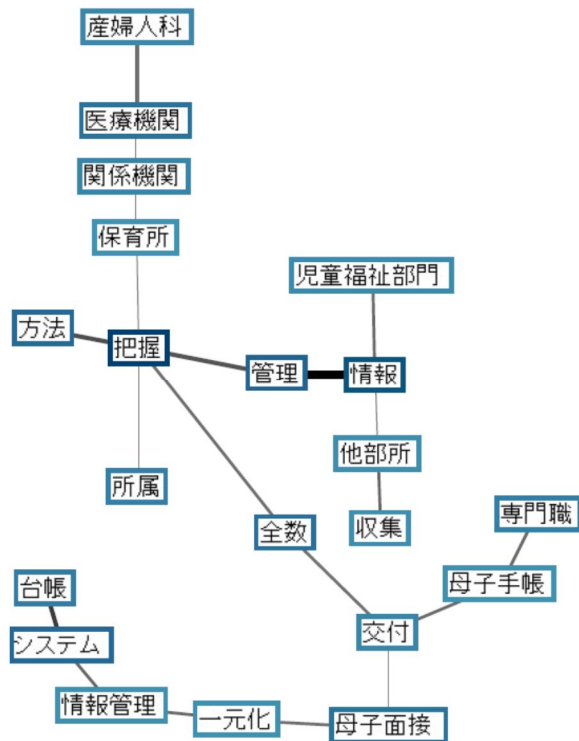 産婦人科
医療機関
関係機関
保育所
児童福祉部門
方法
把握
管理
情報
他部所
所属
収集
全数
専門職
母子手帳
台帳
交付
システム
情報管理
一元化
母子面接